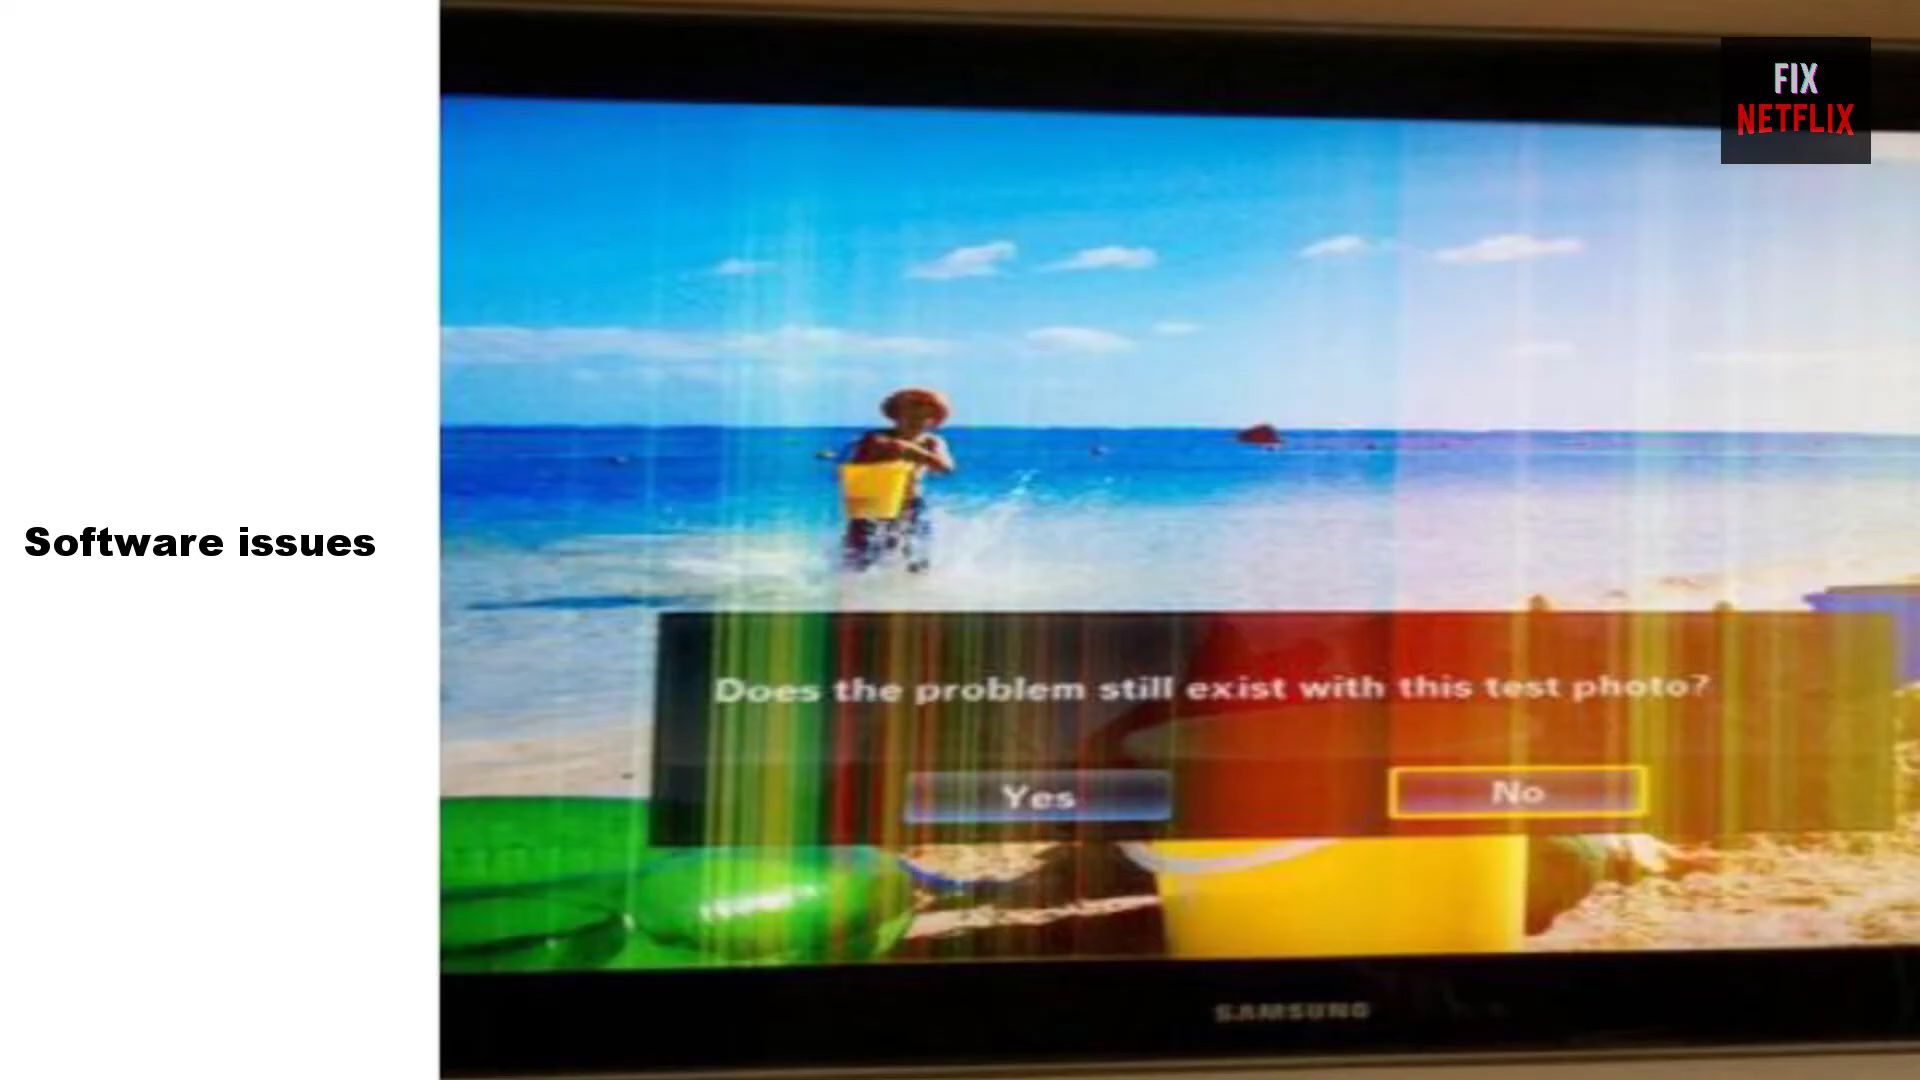 FIX
NETFLIX
Software issues
Does the problem still exist with this test photo?
Yes
No
SAMSUNG